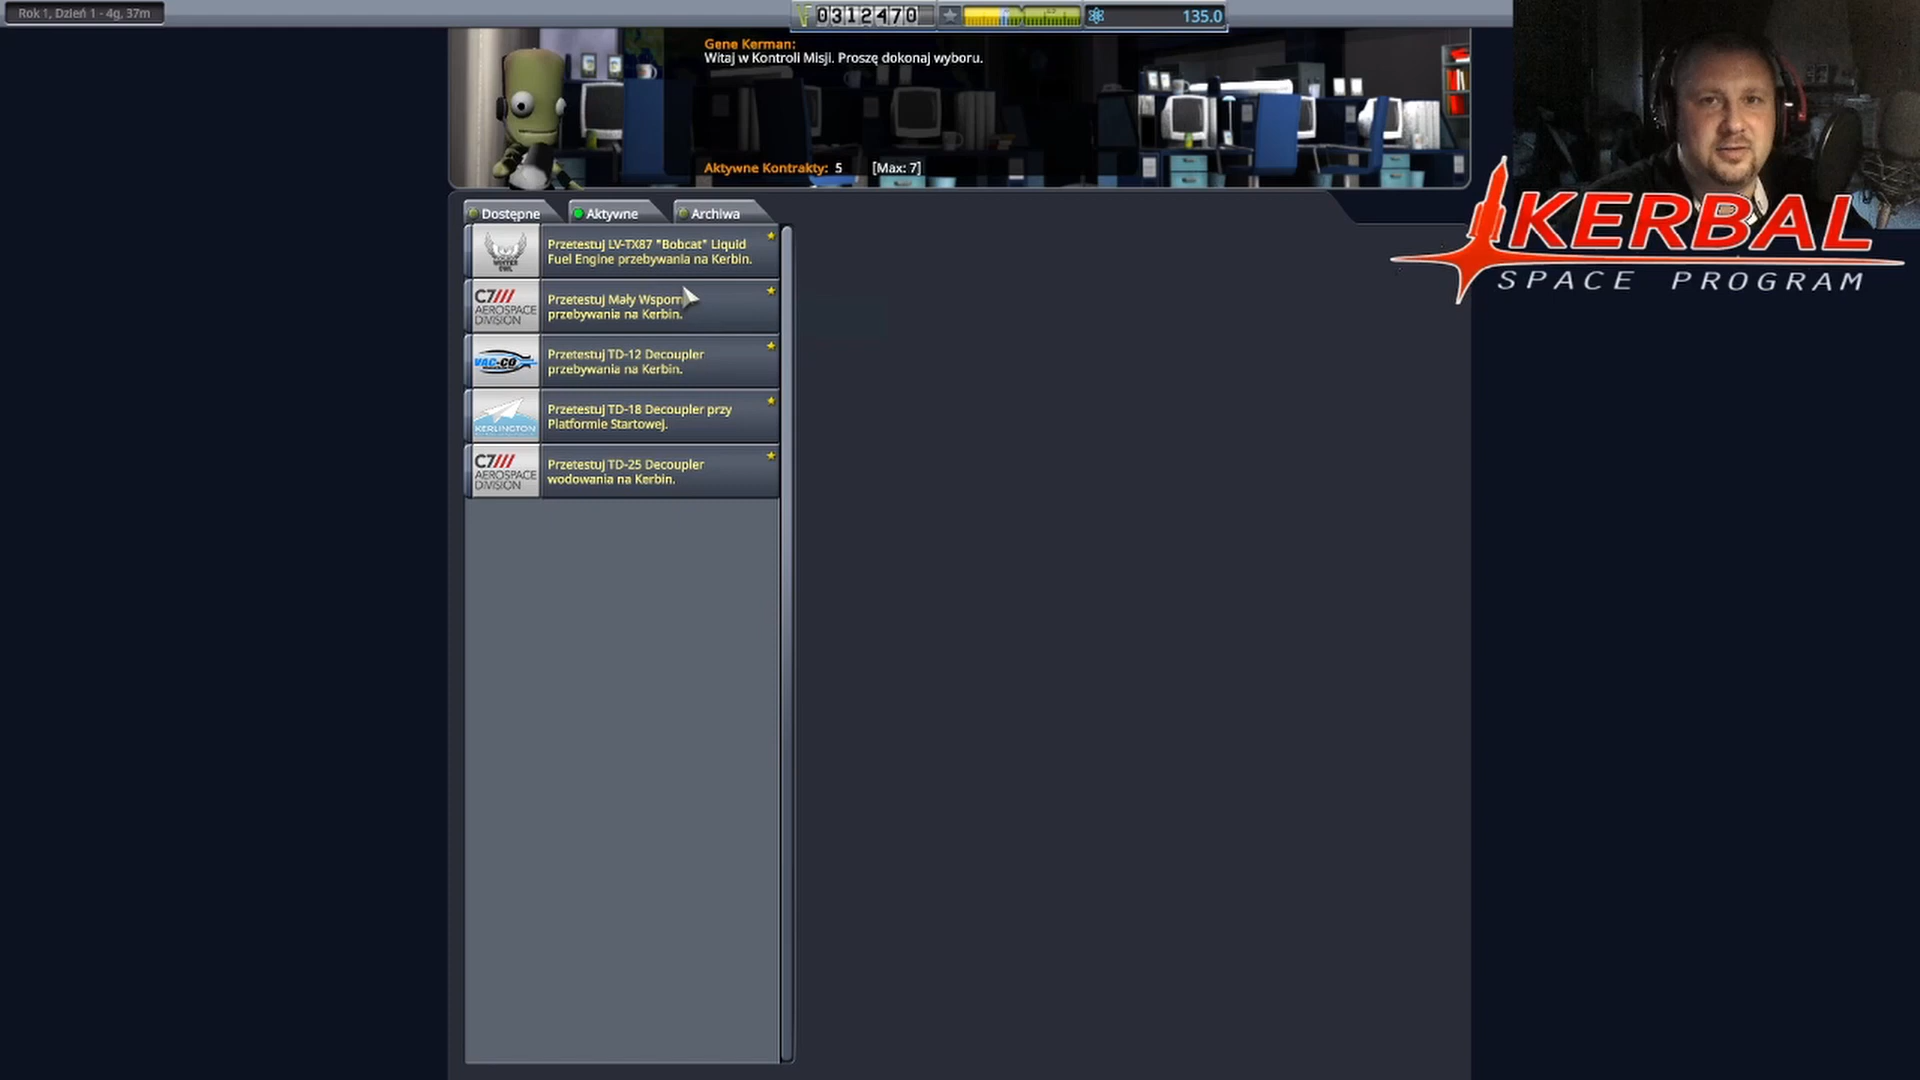 Rok 1, Dzień 1 - 4g, 37m
0312470
135.0
Gene Kerman:
Witaj w Kontroli Misji. Proszę dokonaj wyboru.
Aktywne Kontrakty: 5 [Max: 7]
Dostępne
Aktywne
Archiwa
Przetestuj LV-TX87 "Bobcat" Liquid
Fuel Engine przebywania na Kerbin.
C7///
AEROSPACE
DIVISION
Przetestuj Mały Wsporn
przebywania na Kerbin.
VAC-CO
Przetestuj TD-12 Decoupler
przebywania na Kerbin.
KERLINGTON
Przetestuj TD-18 Decoupler przy
Platformie Startowej.
C7///
AEROSPACE
DIVISION
Przetestuj TD-25 Decoupler
wodowania na Kerbin.
KERBAL
SPACE PROGRAM